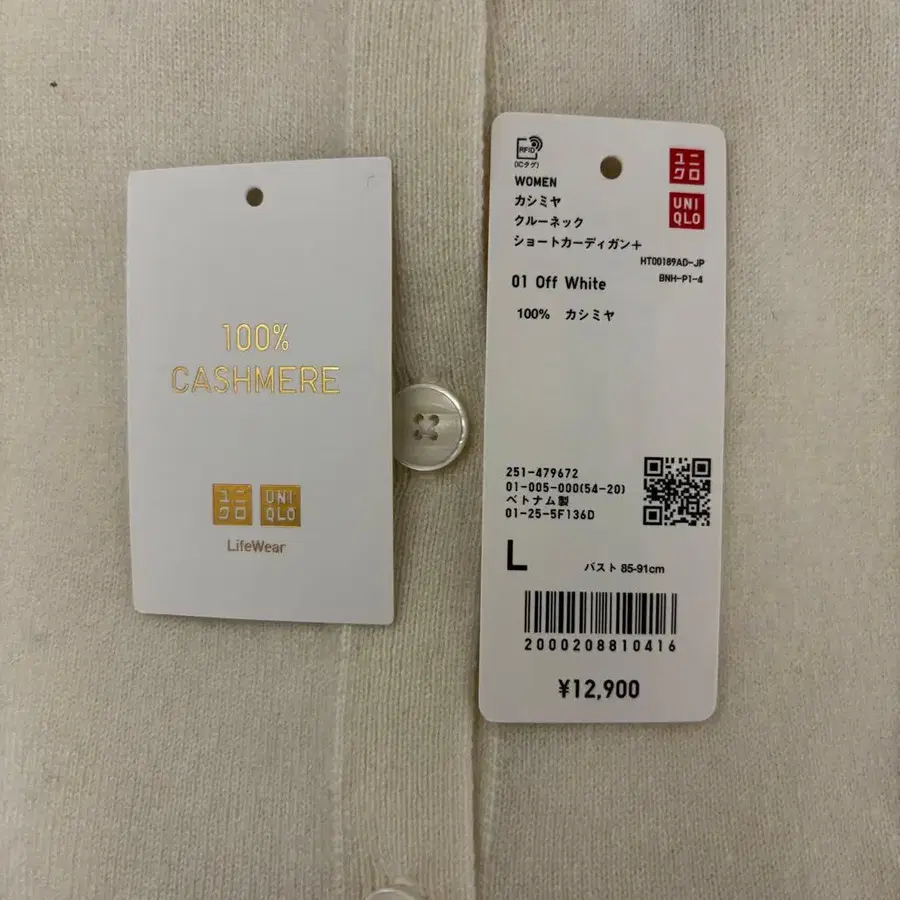 100%
CASHMERE
ユニ
クロ
UNI
QLO
LifeWear
RFID
(ICタグ)
WOMEN
カシミヤ
クルーネック
ショートカーディガン+
ユニ
クロ
UNI
QLO
HT00189AD-JP
BNH-P1-4
01 Off White
100% カシミヤ
251-479672
01-005-000(54-20)
ベトナム製
01-25-5F136D
L バスト 85-91cm
2000208810416
¥12,900